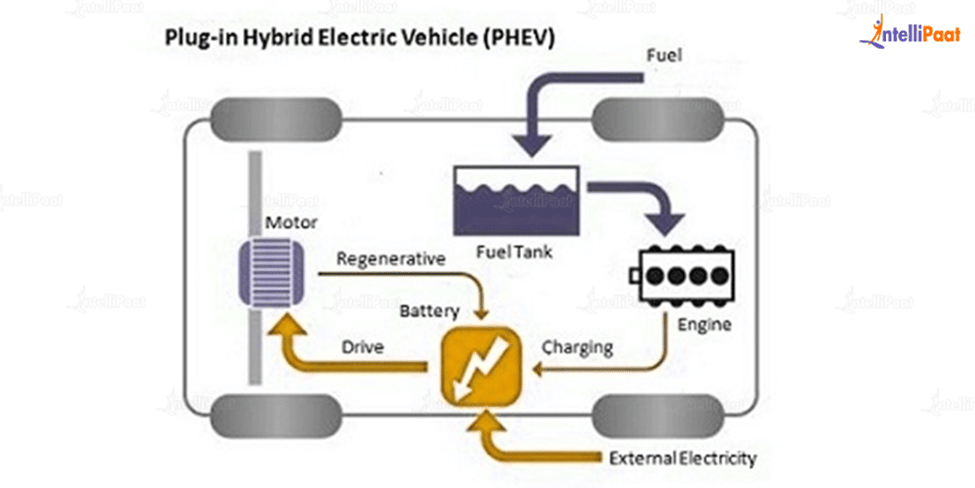 Plug-in Hybrid Electric Vehicle (PHEV)
IntelliPaat
Fuel
Motor
Fuel Tank
Regenerative
Battery
Engine
Drive
Charging
External Electricity